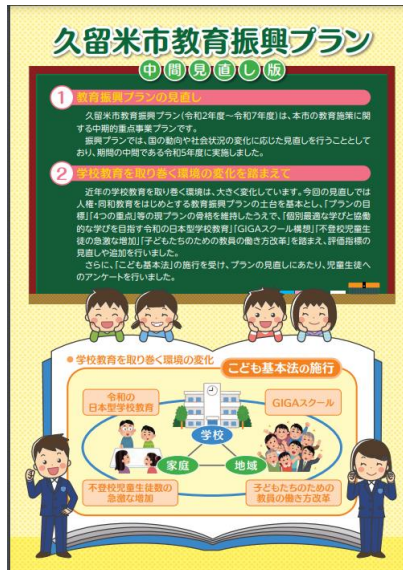 久留米市教育振興プラン
中間見直し版
1 教育振興プランの見直し
久留米市教育振興プラン(令和2年度~令和7年度)は、本市の教育施策に関
する中期的重点事業プランです。
振興プランでは、国の動向や社会状況の変化に応じた見直しを行うこととして
おり、期間の中間である令和5年度に実施しました。
2 学校教育を取り巻く環境の変化を踏まえて
近年の学校教育を取り巻く環境は、大きく変化しています。今回の見直しでは
人権・同和教育をはじめとする教育振興プランの土台を基本とし、「プランの目
標」「4つの重点」等の現プランの骨格を維持したうえで、「個別最適な学びと協働
的な学びを目指す令和の日本型学校教育」「GIGAスクール構想」「不登校児童生
徒の急激な増加」「子どもたちのための教員の働き方改革」を踏まえ、評価指標の
見直しや追加を行いました。
さらに、「こども基本法」の施行を受け、プランの見直しにあたり、児童生徒へ
のアンケートを行いました。
●学校教育を取り巻く環境の変化
こども基本法の施行
令和の
日本型学校教育
GIGAスクール
学校
家庭
地域
不登校児童生徒数の
急激な増加
子どもたちのための
教員の働き方改革